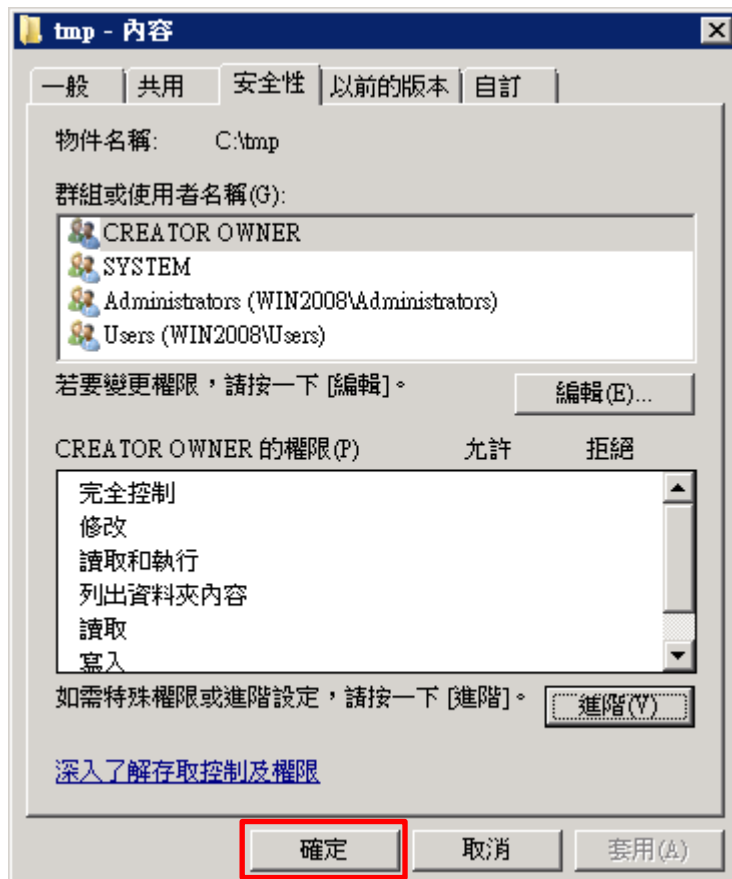 tmp - 內容
一般 共用 安全性 以前的版本 自訂
物件名稱: C:\tmp
群組或使用者名稱(G):
CREATOR OWNER
SYSTEM
Administrators (WIN2008\Administrators)
Users (WIN2008\Users)
若要變更權限，請按一下 [編輯]。 編輯(E)...
CREATOR OWNER 的權限(P) 允許 拒絕
完全控制
修改
讀取和執行
列出資料夾內容
讀取
寫入
如需特殊權限或進階設定，請按一下 [進階]。 進階(V)
深入了解存取控制及權限
確定 取消 套用(A)